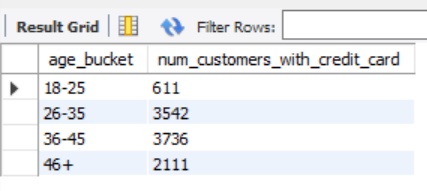 Result Grid Filter Rows:
age_bucket num_customers_with_credit_card
18-25 611
26-35 3542
36-45 3736
46+ 2111